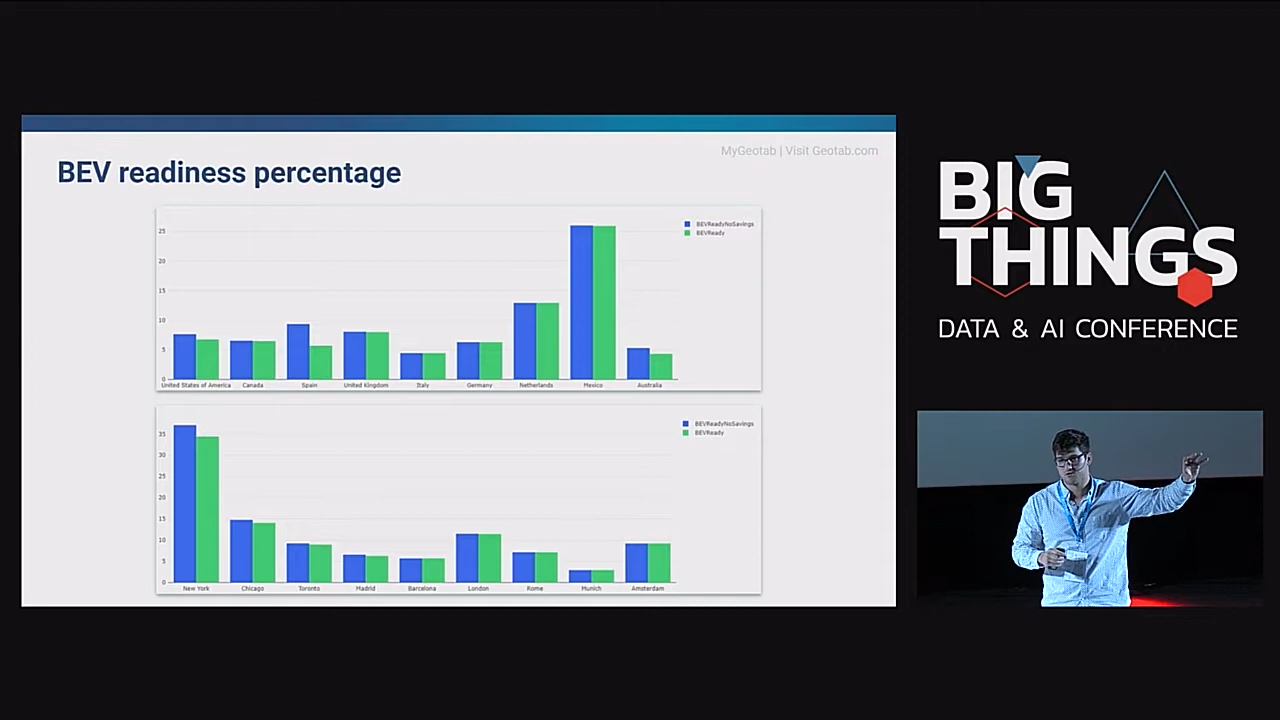 MyGeotab | Visit Geotab.com
BEV readiness percentage
BEVReadyNoSavings
BEVReady
25
20
15
10
5
0
United States of America Canada Spain United Kingdom Italy Germany Netherlands Mexico Australia
BEVReadyNoSavings
BEVReady
35
30
25
20
15
10
5
0
New York Chicago Toronto Madrid Barcelona London Rome Munich Amsterdam
BIG
THINGS
DATA & AI CONFERENCE